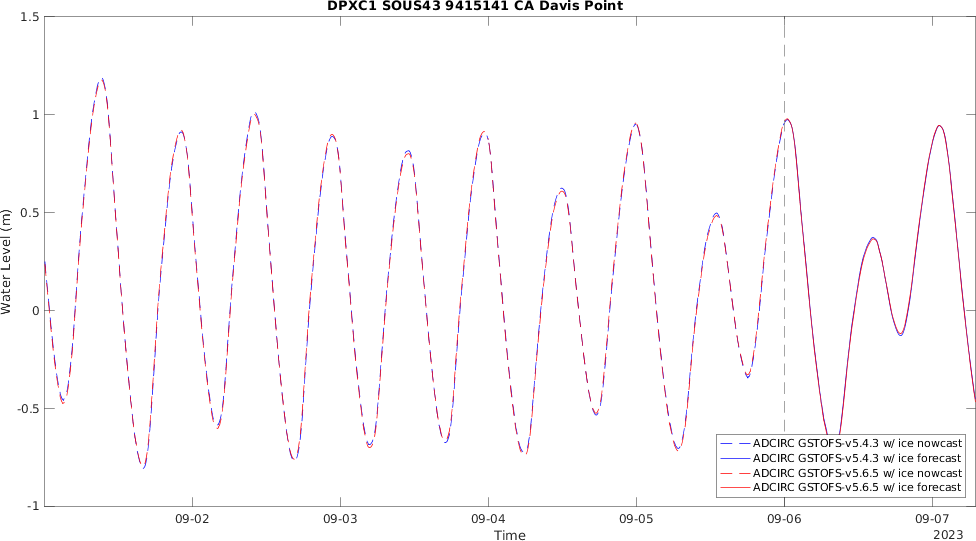 DPXC1 SOUS43 9415141 CA Davis Point
1.5
1
0.5
0
-0.5
-1
Water Level (m)
09-02
09-03
09-04
09-05
09-06
09-07
Time
2023
ADCIRC GSTOFS-v5.4.3 w/ ice nowcast
ADCIRC GSTOFS-v5.4.3 w/ ice forecast
ADCIRC GSTOFS-v5.6.5 w/ ice nowcast
ADCIRC GSTOFS-v5.6.5 w/ ice forecast